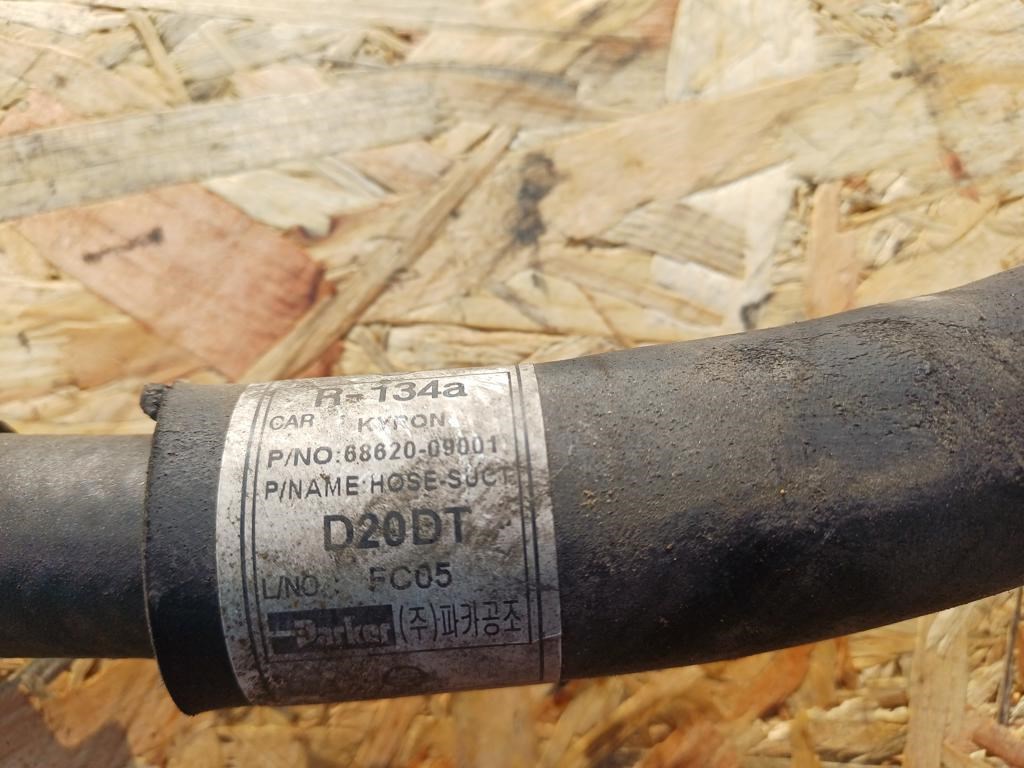 R-134a
CAR : KYRON
P/NO:68620-09001
P/NAME:HOSE-SUCT
D20DT
L/NO : FC05
Parker (주)파카공조